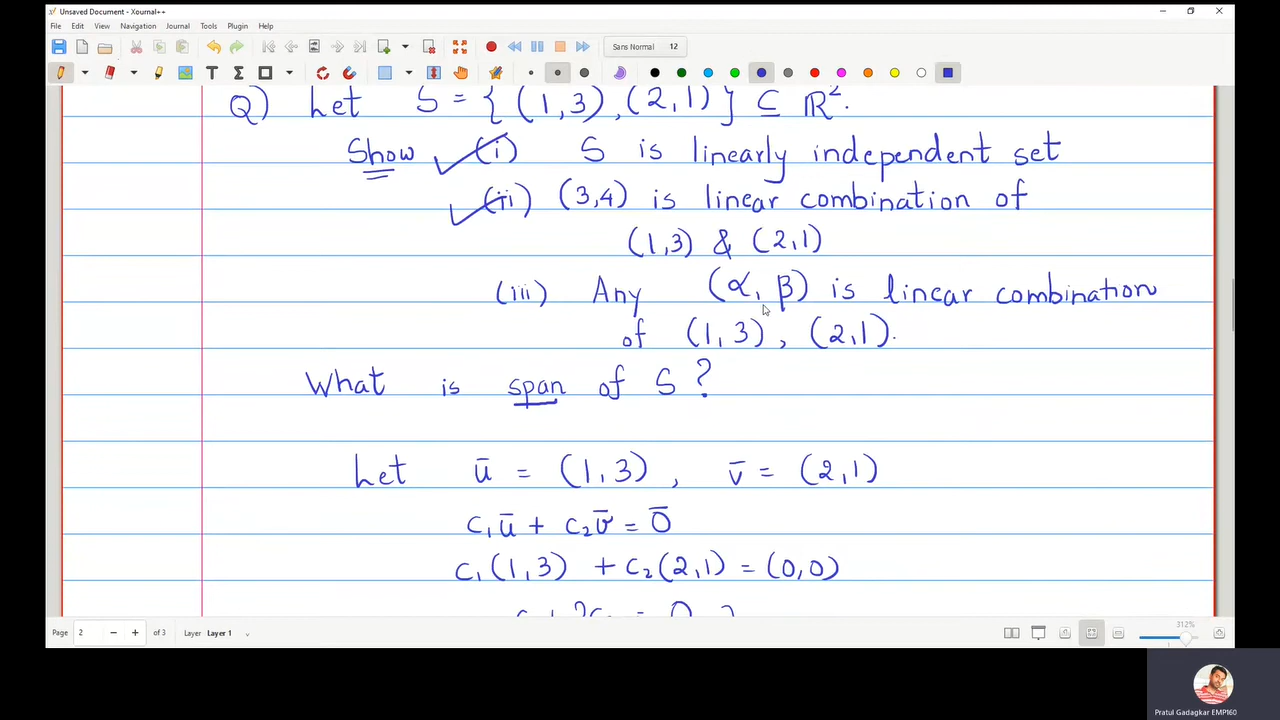 Unsaved Document - Xournal++
File Edit View Navigation Journal Tools Plugin Help
Sans Normal 12
Q) Let S = { (1,3), (2,1) } ⊆ ℝ².
Show (i) S is linearly independent set
(ii) (3,4) is linear combination of
(1,3) & (2,1)
(iii) Any (α, β) is linear combination
of (1,3), (2,1).
What is span of S?
Let ū = (1,3), v̄ = (2,1)
c₁ū + c₂v̄ = 0̄
c₁(1,3) + c₂(2,1) = (0,0)
Page 2 of 3 Layer Layer 1 312%
Pratul Gadagkar EMP160